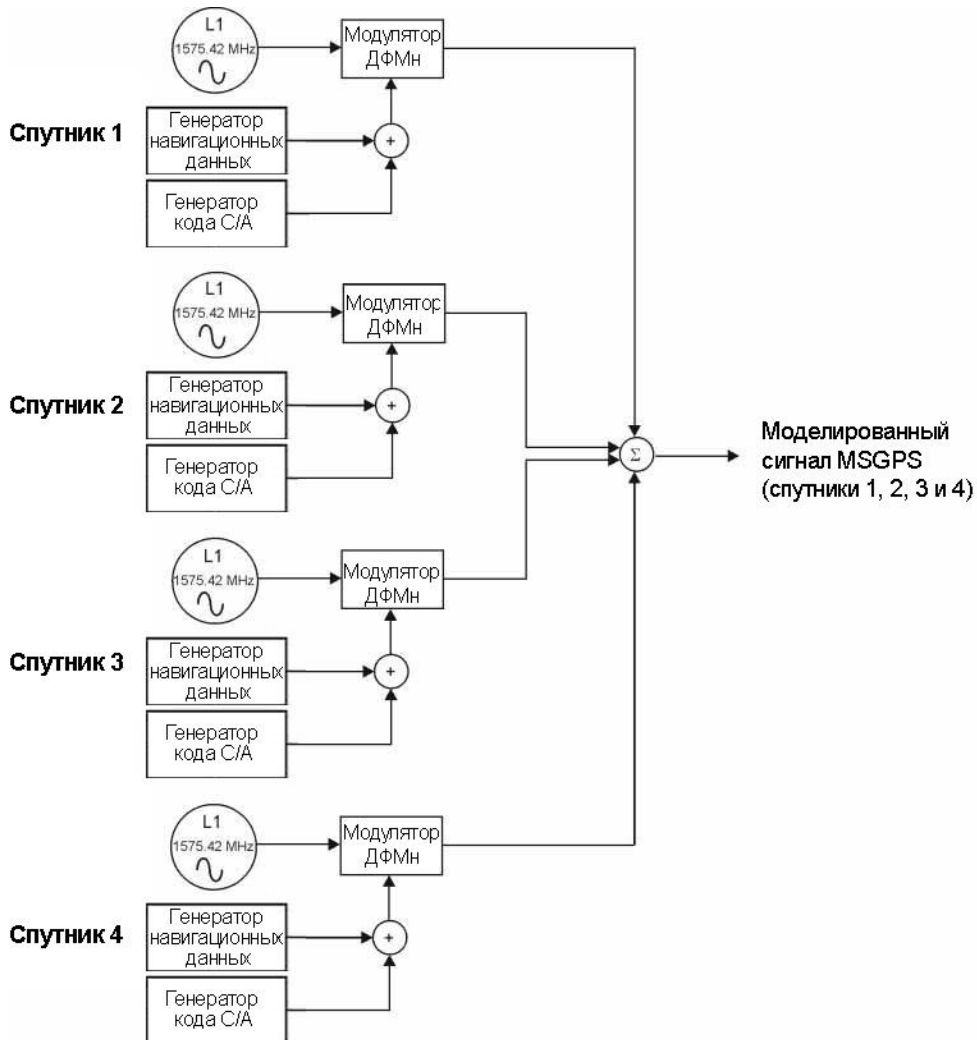 L1
1575.42 MHz
Модулятор
ДФМн
Спутник 1
Генератор
навигационных
данных
+
Генератор
кода C/A
L1
1575.42 MHz
Модулятор
ДФМн
Спутник 2
Генератор
навигационных
данных
+
Генератор
кода C/A
Σ
Моделированный
сигнал MSGPS
(спутники 1, 2, 3 и 4)
L1
1575.42 MHz
Модулятор
ДФМн
Спутник 3
Генератор
навигационных
данных
+
Генератор
кода C/A
L1
1575.42 MHz
Модулятор
ДФМн
Спутник 4
Генератор
навигационных
данных
+
Генератор
кода C/A